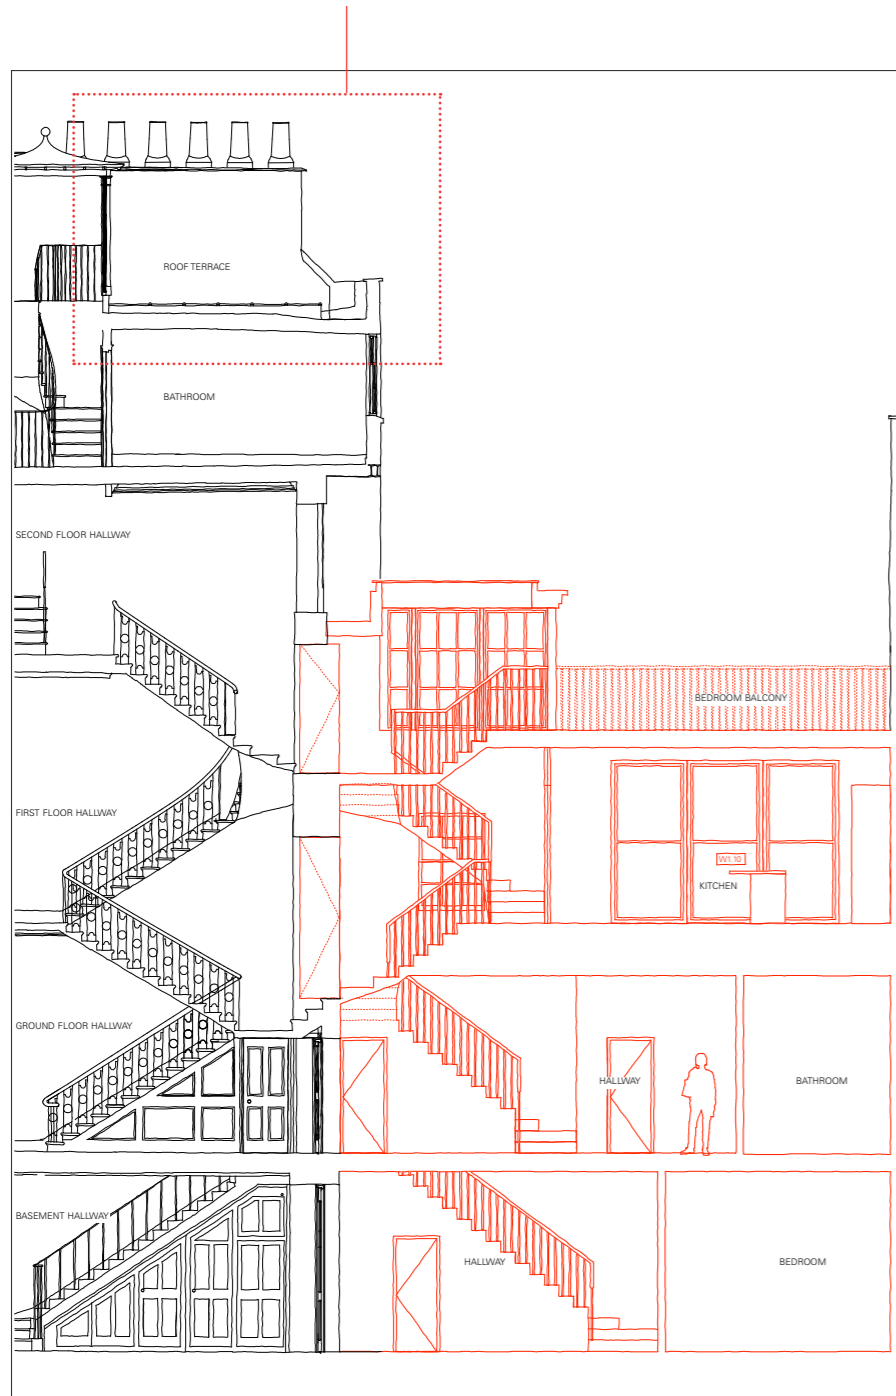 ROOF TERRACE
BATHROOM
SECOND FLOOR HALLWAY
BEDROOM BALCONY
FIRST FLOOR HALLWAY
W1.10
KITCHEN
GROUND FLOOR HALLWAY
HALLWAY
BATHROOM
BASEMENT HALLWAY
HALLWAY
BEDROOM